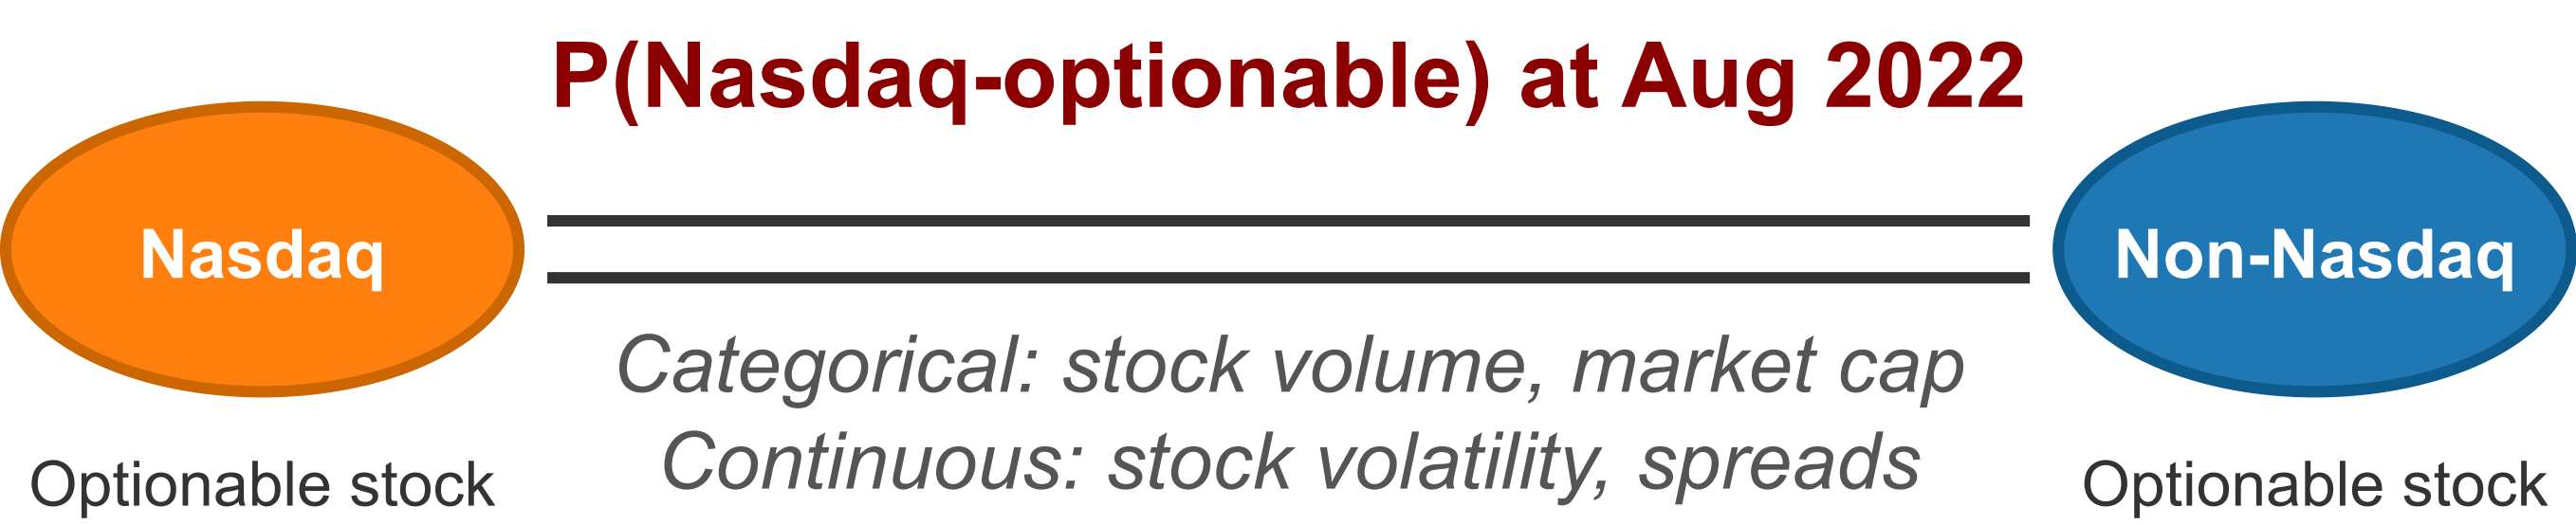 P(Nasdaq-optionable) at Aug 2022
Nasdaq
Non-Nasdaq
Categorical: stock volume, market cap
Continuous: stock volatility, spreads
Optionable stock
Optionable stock